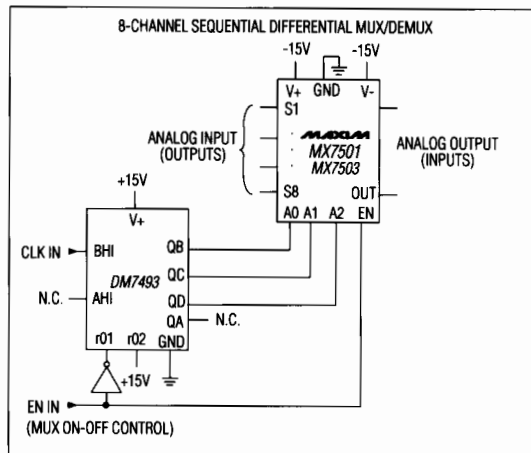 8-CHANNEL SEQUENTIAL DIFFERENTIAL MUX/DEMUX
-15V -15V
V+ GND V-
S1
ANALOG INPUT
(OUTPUTS)
MAXIM
MX7501
MX7503
ANALOG OUTPUT
(INPUTS)
S8 OUT
A0 A1 A2 EN
+15V
V+
CLK IN BHI QB
DM7493 QC
N.C. AHI QD
QA N.C.
r01 r02 GND
+15V
EN IN
(MUX ON-OFF CONTROL)